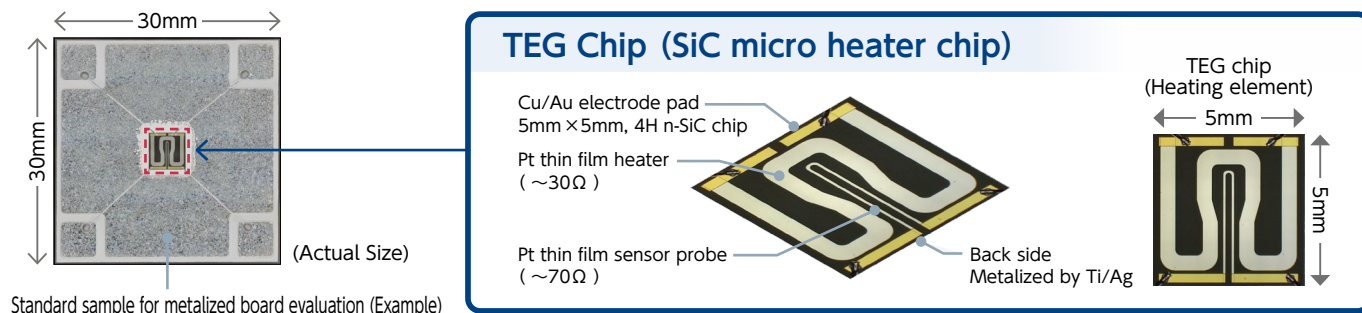 30mm
30mm
(Actual Size)
Standard sample for metalized board evaluation (Example)
TEG Chip (SiC micro heater chip)
Cu/Au electrode pad
5mm×5mm, 4H n-SiC chip
Pt thin film heater
(～30Ω)
Pt thin film sensor probe
(～70Ω)
Back side
Metalized by Ti/Ag
TEG chip
(Heating element)
5mm
5mm